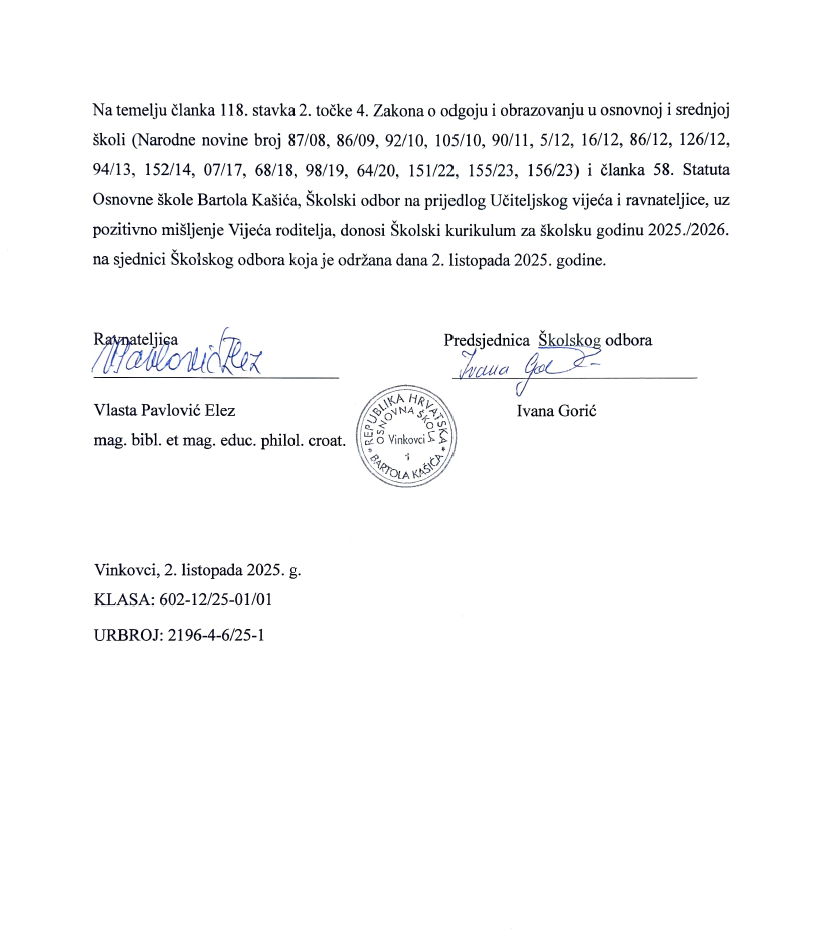 Na temelju članka 118. stavka 2. točke 4. Zakona o odgoju i obrazovanju u osnovnoj i srednjoj
školi (Narodne novine broj 87/08, 86/09, 92/10, 105/10, 90/11, 5/12, 16/12, 86/12, 126/12,
94/13, 152/14, 07/17, 68/18, 98/19, 64/20, 151/22, 155/23, 156/23) i članka 58. Statuta
Osnovne škole Bartola Kašića, Školski odbor na prijedlog Učiteljskog vijeća i ravnateljice, uz
pozitivno mišljenje Vijeća roditelja, donosi Školski kurikulum za školsku godinu 2025./2026.
na sjednici Školskog odbora koja je održana dana 2. listopada 2025. godine.
Ravnateljica
Pavlović Elez
Predsjednica Školskog odbora
Ivana
Vlasta Pavlović Elez
mag. bibl. et mag. educ. philol. croat.
Ivana Gorić
REPUBLIKA HRVATSKA
OSNOVNA ŠKOLA
Vinkovci
1
BARTOLA KAŠIĆA
Vinkovci, 2. listopada 2025. g.
KLASA: 602-12/25-01/01
URBROJ: 2196-4-6/25-1